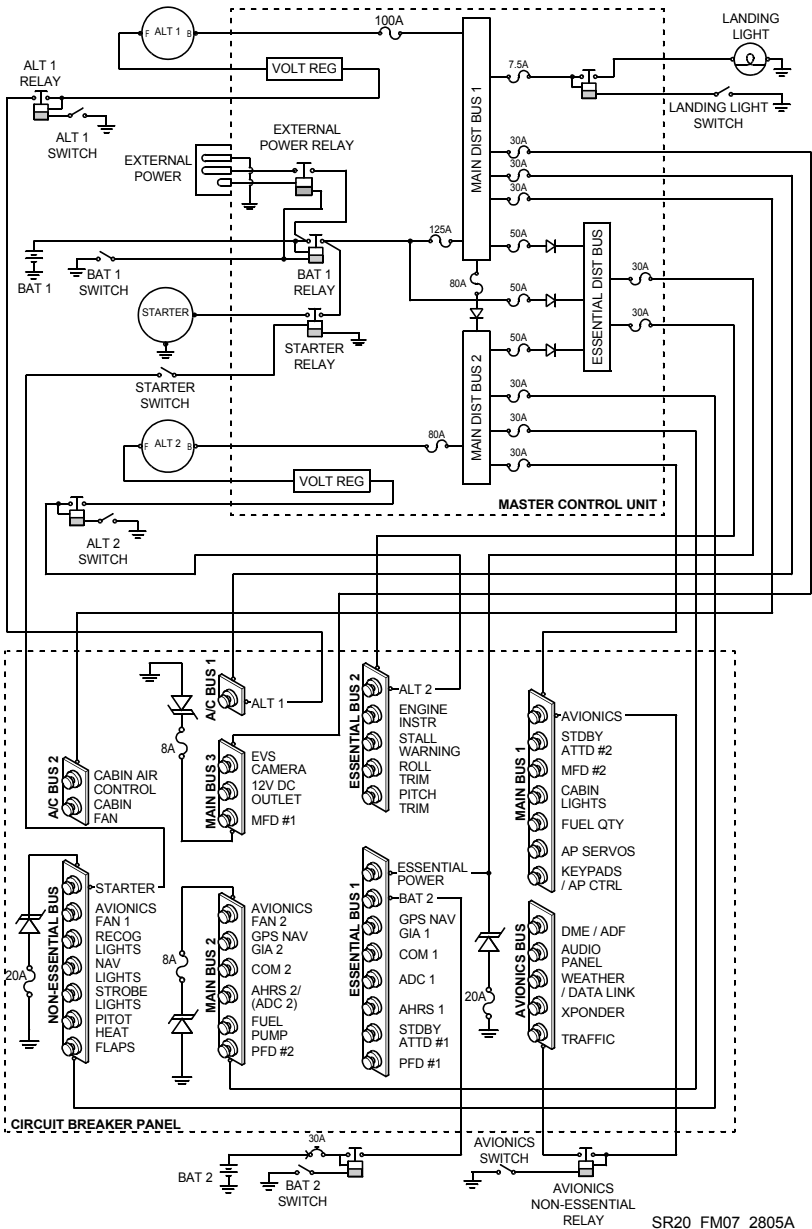 LANDING
LIGHT
F ALT 1 B
100A
VOLT REG
7.5A
ALT 1
RELAY
ALT 1
SWITCH
LANDING LIGHT
SWITCH
EXTERNAL
POWER RELAY
EXTERNAL
POWER
MAIN DIST BUS 1
30A
30A
30A
125A
50A
BAT 1
BAT 1
SWITCH
BAT 1
RELAY
80A
50A
ESSENTIAL DIST BUS
30A
30A
STARTER
STARTER
RELAY
STARTER
SWITCH
MAIN DIST BUS 2
50A
30A
30A
30A
F ALT 2 B
80A
VOLT REG
MASTER CONTROL UNIT
ALT 2
SWITCH
A/C BUS 1
ALT 1
8A
MAIN BUS 3
EVS
CAMERA
12V DC
OUTLET
MFD #1
A/C BUS 2
CABIN AIR
CONTROL
CABIN
FAN
ESSENTIAL BUS 2
ALT 2
ENGINE
INSTR
STALL
WARNING
ROLL
TRIM
PITCH
TRIM
MAIN BUS 1
AVIONICS
STDBY
ATTD #2
MFD #2
CABIN
LIGHTS
FUEL QTY
AP SERVOS
KEYPADS
/ AP CTRL
20A
NON-ESSENTIAL BUS
STARTER
AVIONICS
FAN 1
RECOG
LIGHTS
NAV
LIGHTS
STROBE
LIGHTS
PITOT
HEAT
FLAPS
8A
MAIN BUS 2
AVIONICS
FAN 2
GPS NAV
GIA 2
COM 2
AHRS 2/
(ADC 2)
FUEL
PUMP
PFD #2
ESSENTIAL BUS 1
ESSENTIAL
POWER
BAT 2
GPS NAV
GIA 1
COM 1
ADC 1
AHRS 1
STDBY
ATTD #1
PFD #1
20A
AVIONICS BUS
DME / ADF
AUDIO
PANEL
WEATHER
/ DATA LINK
XPONDER
TRAFFIC
CIRCUIT BREAKER PANEL
BAT 2
30A
BAT 2
SWITCH
AVIONICS
SWITCH
AVIONICS
NON-ESSENTIAL
RELAY
SR20_FM07_2805A